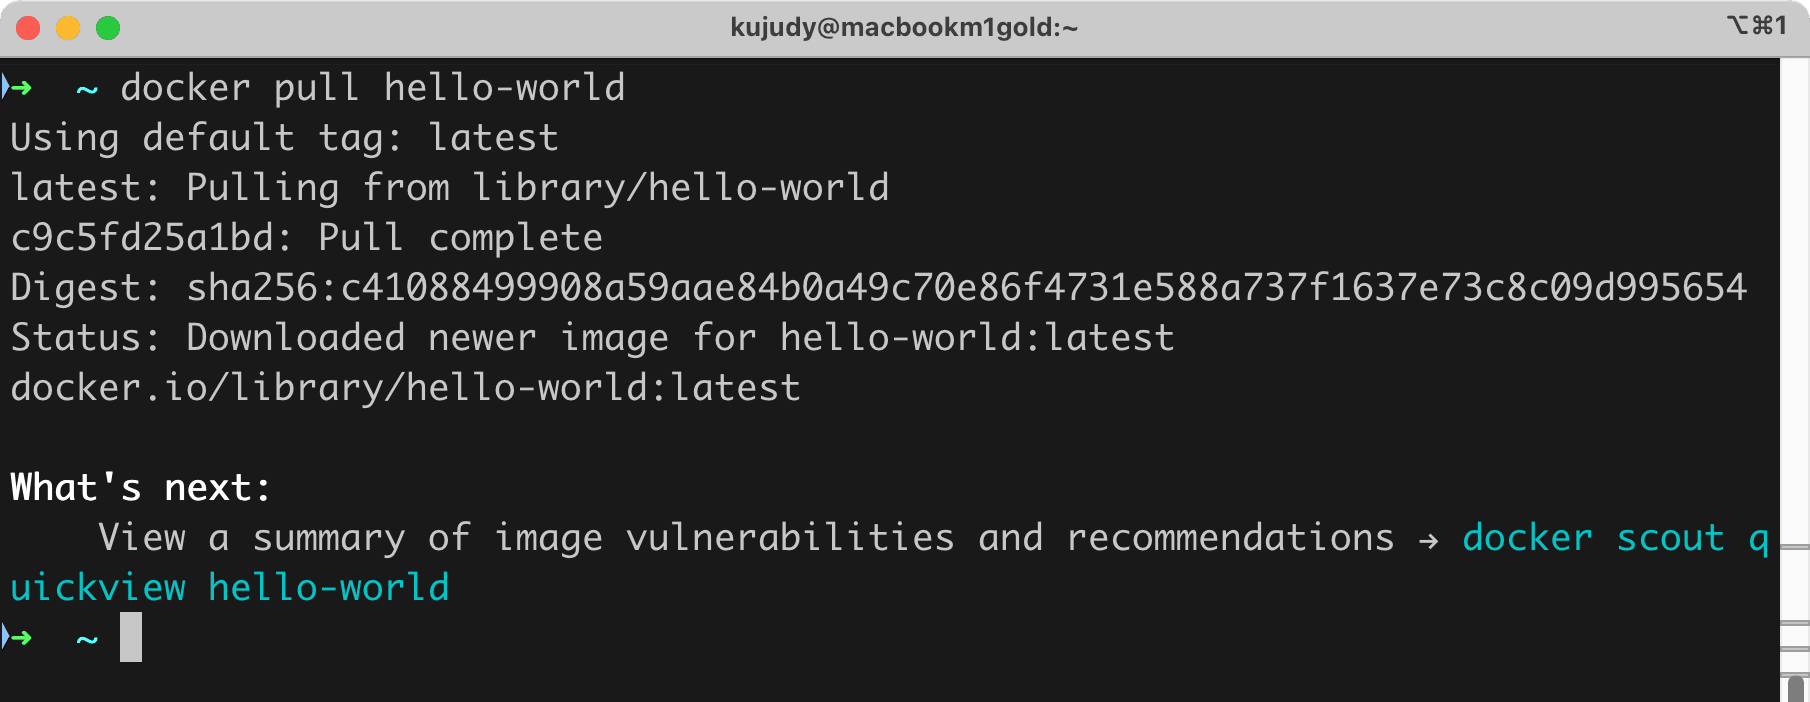 kujudy@macbookm1gold:~
⌥⌘1
➜  ~ docker pull hello-world
Using default tag: latest
latest: Pulling from library/hello-world
c9c5fd25a1bd: Pull complete
Digest: sha256:c41088499908a59aae84b0a49c70e86f4731e588a737f1637e73c8c09d995654
Status: Downloaded newer image for hello-world:latest
docker.io/library/hello-world:latest
What's next:
    View a summary of image vulnerabilities and recommendations → docker scout q
uickview hello-world
➜  ~